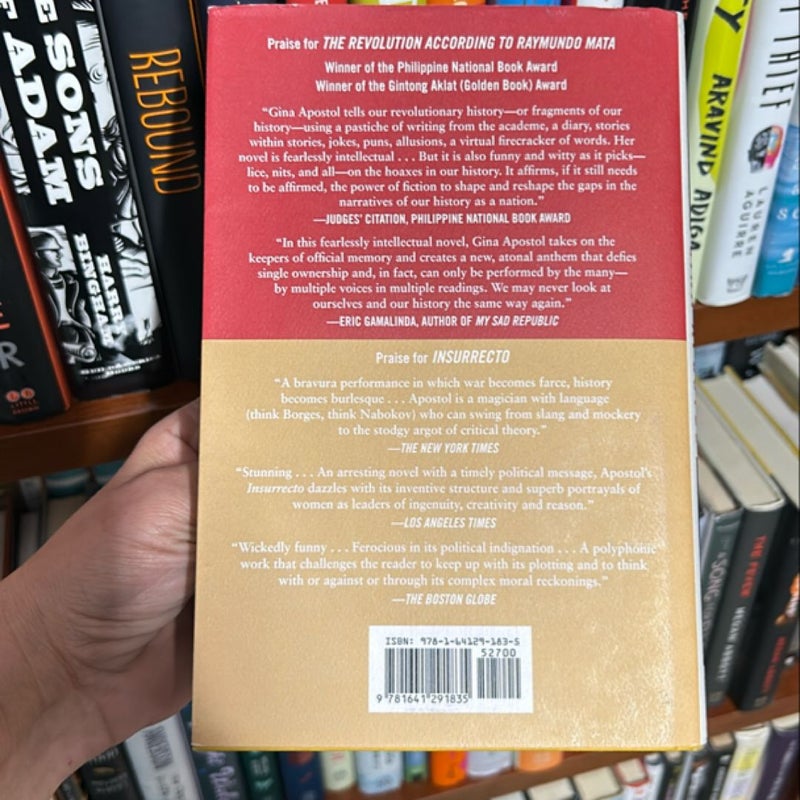 Praise for THE REVOLUTION ACCORDING TO RAYMUNDO MATA
Winner of the Philippine National Book Award
Winner of the Gintong Aklat (Golden Book) Award
“Gina Apostol tells our revolutionary history—or fragments of our
history—using a pastiche of writing from the academe, a diary, stories
within stories, jokes, puns, allusions, a virtual firecracker of words. Her
novel is fearlessly intellectual . . . But it is also funny and witty as it picks—
lice, nits, and all—on the hoaxes in our history. It affirms, if it still needs
to be affirmed, the power of fiction to shape and reshape the gaps in the
narratives of our history as a nation.”
—JUDGES’ CITATION, PHILIPPINE NATIONAL BOOK AWARD
“In this fearlessly intellectual novel, Gina Apostol takes on the
keepers of official memory and creates a new, atonal anthem that defies
single ownership and, in fact, can only be performed by the many—
by multiple voices in multiple readings. We may never look at
ourselves and our history the same way again.”
—ERIC GAMALINDA, AUTHOR OF MY SAD REPUBLIC
Praise for INSURRECTO
“A bravura performance in which war becomes farce, history
becomes burlesque . . . Apostol is a magician with language
(think Borges, think Nabokov) who can swing from slang and mockery
to the stodgy argot of critical theory.”
—THE NEW YORK TIMES
“Stunning . . . An arresting novel with a timely political message, Apostol’s
Insurrecto dazzles with its inventive structure and superb portrayals of
women as leaders of ingenuity, creativity and reason.”
—LOS ANGELES TIMES
“Wickedly funny . . . Ferocious in its political indignation . . . A polyphonic
work that challenges the reader to keep up with its plotting and to think
with or against or through its complex moral reckonings.”
—THE BOSTON GLOBE
ISBN: 978-1-64129-183-5
52700
9 781641 291835
SONS
ADAM
HARRY
BINGHAM
REBOUND
ARAVIND ADIGA
THIEF
LAUREN
AGUIRRE
THE FEVER
MEGAN ABBOTT